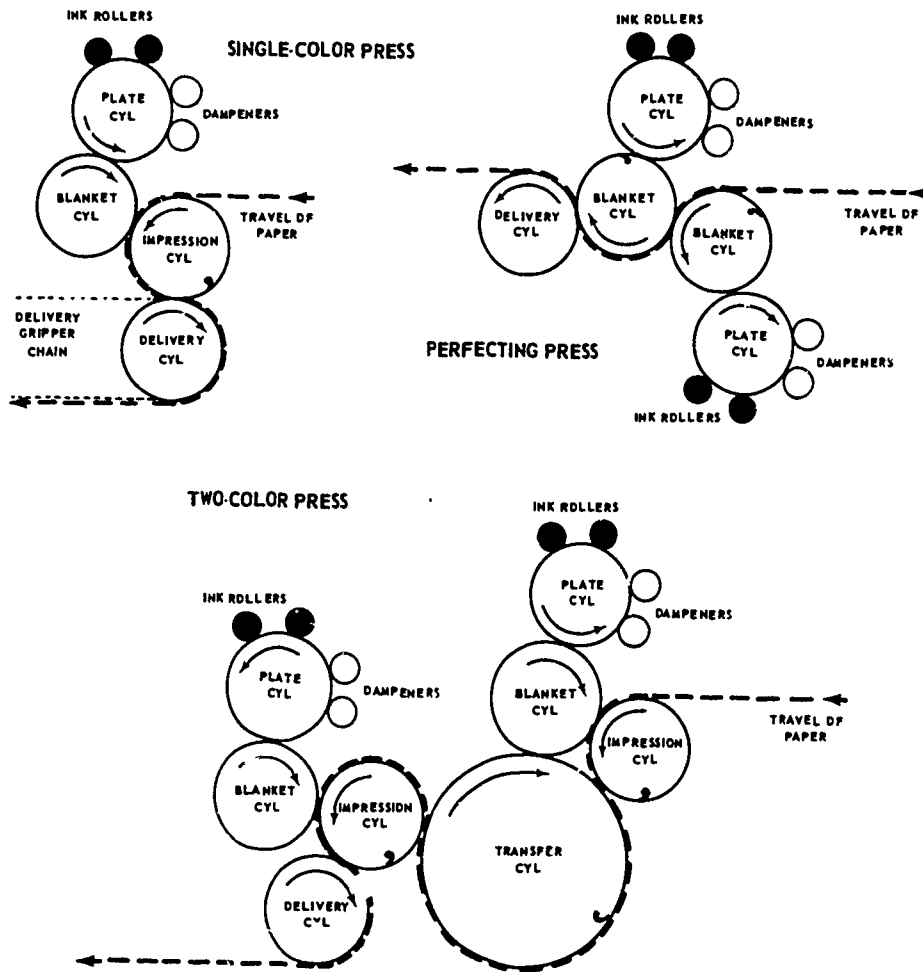 INK ROLLERS
SINGLE-COLOR PRESS
PLATE
CYL
DAMPENERS
BLANKET
CYL
TRAVEL OF
PAPER
IMPRESSION
CYL
DELIVERY
GRIPPER
CHAIN
DELIVERY
CYL
INK ROLLERS
PLATE
CYL
DAMPENERS
DELIVERY
CYL
BLANKET
CYL
BLANKET
CYL
TRAVEL OF
PAPER
PERFECTING PRESS
PLATE
CYL
DAMPENERS
INK ROLLERS
TWO-COLOR PRESS
INK ROLLERS
PLATE
CYL
DAMPENERS
INK ROLLERS
PLATE
CYL
DAMPENERS
BLANKET
CYL
TRAVEL OF
PAPER
IMPRESSION
CYL
BLANKET
CYL
IMPRESSION
CYL
TRANSFER
CYL
DELIVERY
CYL